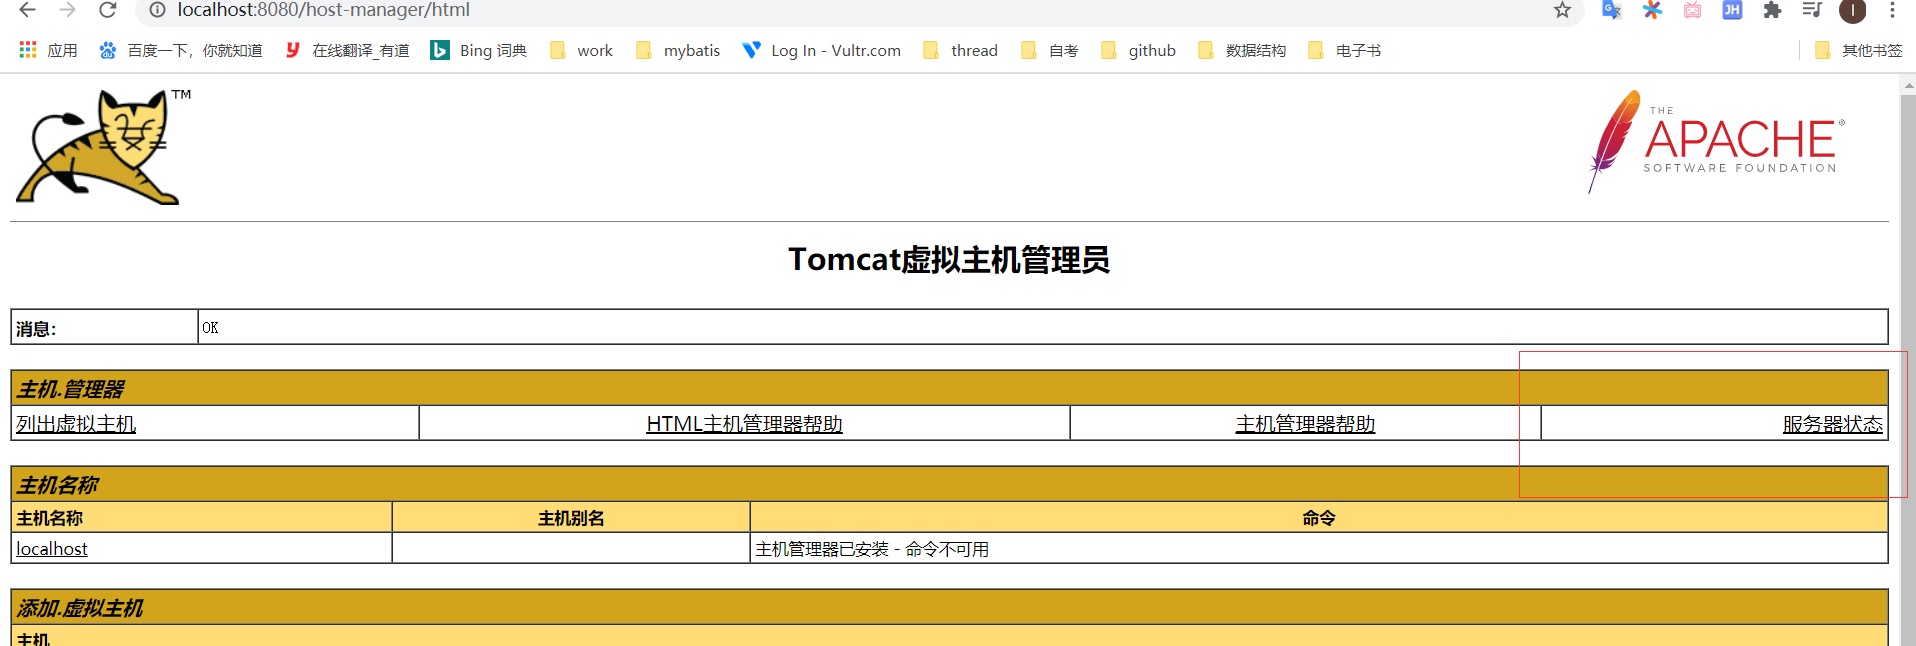 localhost:8080/host-manager/html
应用 百度一下，你就知道 在线翻译_有道 Bing 词典 work mybatis Log In - Vultr.com thread 自考 github 数据结构 电子书 其他书签
TM
THE
APACHE®
SOFTWARE FOUNDATION
Tomcat虚拟主机管理员
消息： OK
主机.管理器
列出虚拟主机 HTML主机管理器帮助 主机管理器帮助 服务器状态
主机名称
主机名称 主机别名 命令
localhost 主机管理器已安装 - 命令不可用
添加.虚拟主机
主机